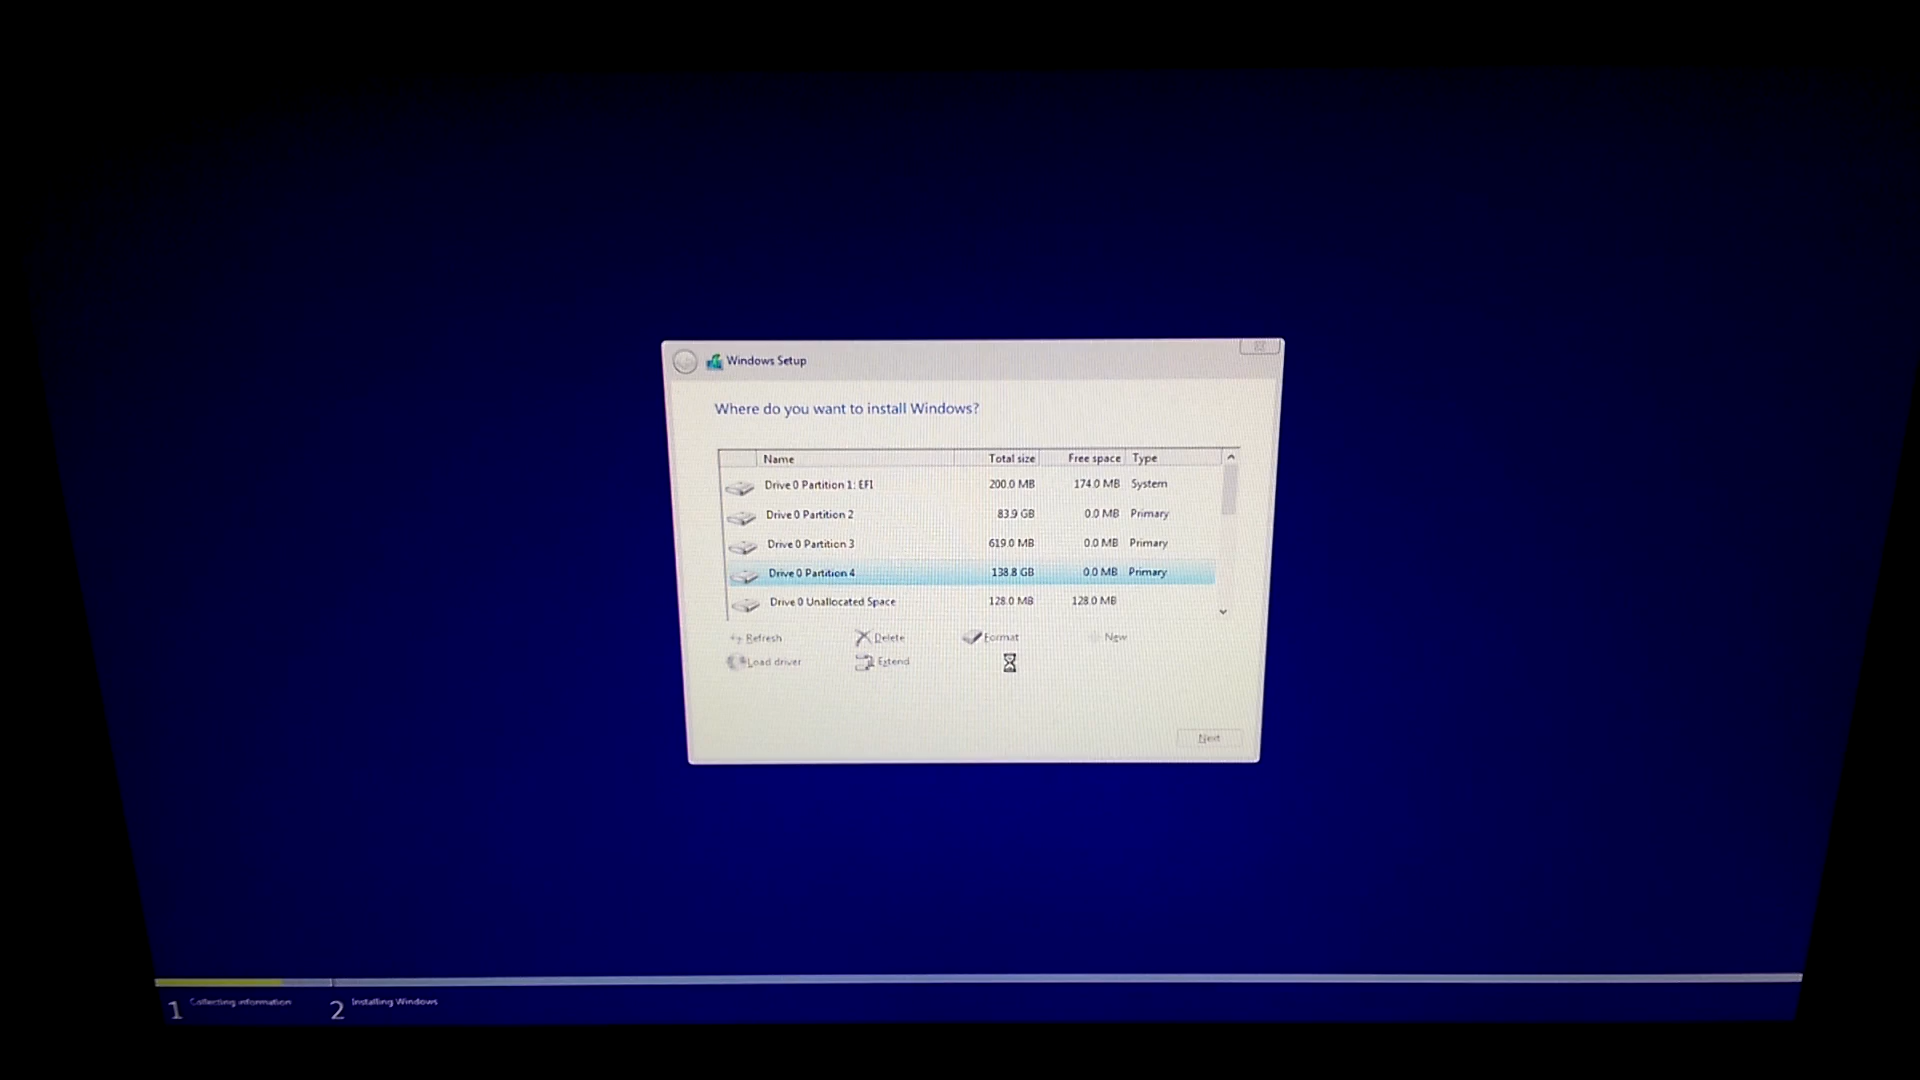 Windows Setup
Where do you want to install Windows?
Name Total size Free space Type
Drive 0 Partition 1: EFI 200.0 MB 174.0 MB System
Drive 0 Partition 2 83.9 GB 0.0 MB Primary
Drive 0 Partition 3 619.0 MB 0.0 MB Primary
Drive 0 Partition 4 138.8 GB 0.0 MB Primary
Drive 0 Unallocated Space 128.0 MB 128.0 MB
Refresh Delete Format New
Load driver Extend
Next
1 Collecting information 2 Installing Windows